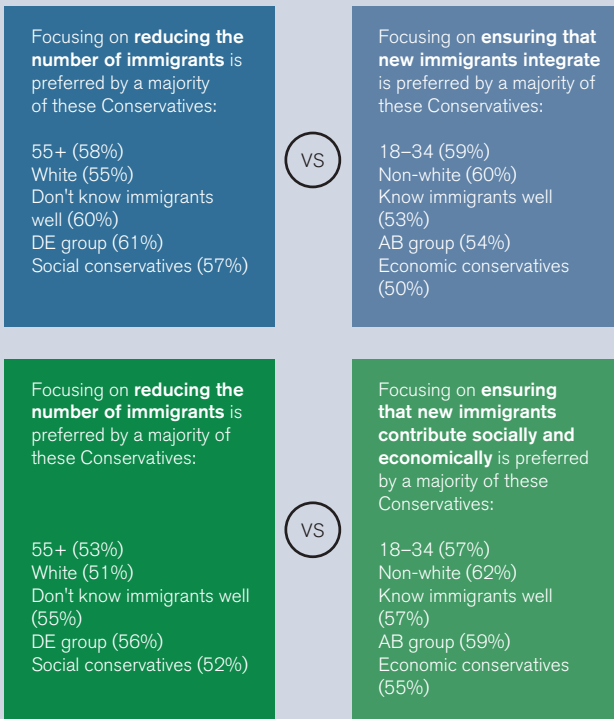 Focusing on reducing the
number of immigrants is
preferred by a majority
of these Conservatives:
55+ (58%)
White (55%)
Don't know immigrants
well (60%)
DE group (61%)
Social conservatives (57%)
VS
Focusing on ensuring that
new immigrants integrate
is preferred by a majority of
these Conservatives:
18–34 (59%)
Non-white (60%)
Know immigrants well
(53%)
AB group (54%)
Economic conservatives
(50%)
Focusing on reducing the
number of immigrants is
preferred by a majority of
these Conservatives:
55+ (53%)
White (51%)
Don't know immigrants well
(55%)
DE group (56%)
Social conservatives (52%)
VS
Focusing on ensuring
that new immigrants
contribute socially and
economically is preferred
by a majority of these
Conservatives:
18–34 (57%)
Non-white (62%)
Know immigrants well
(57%)
AB group (59%)
Economic conservatives
(55%)